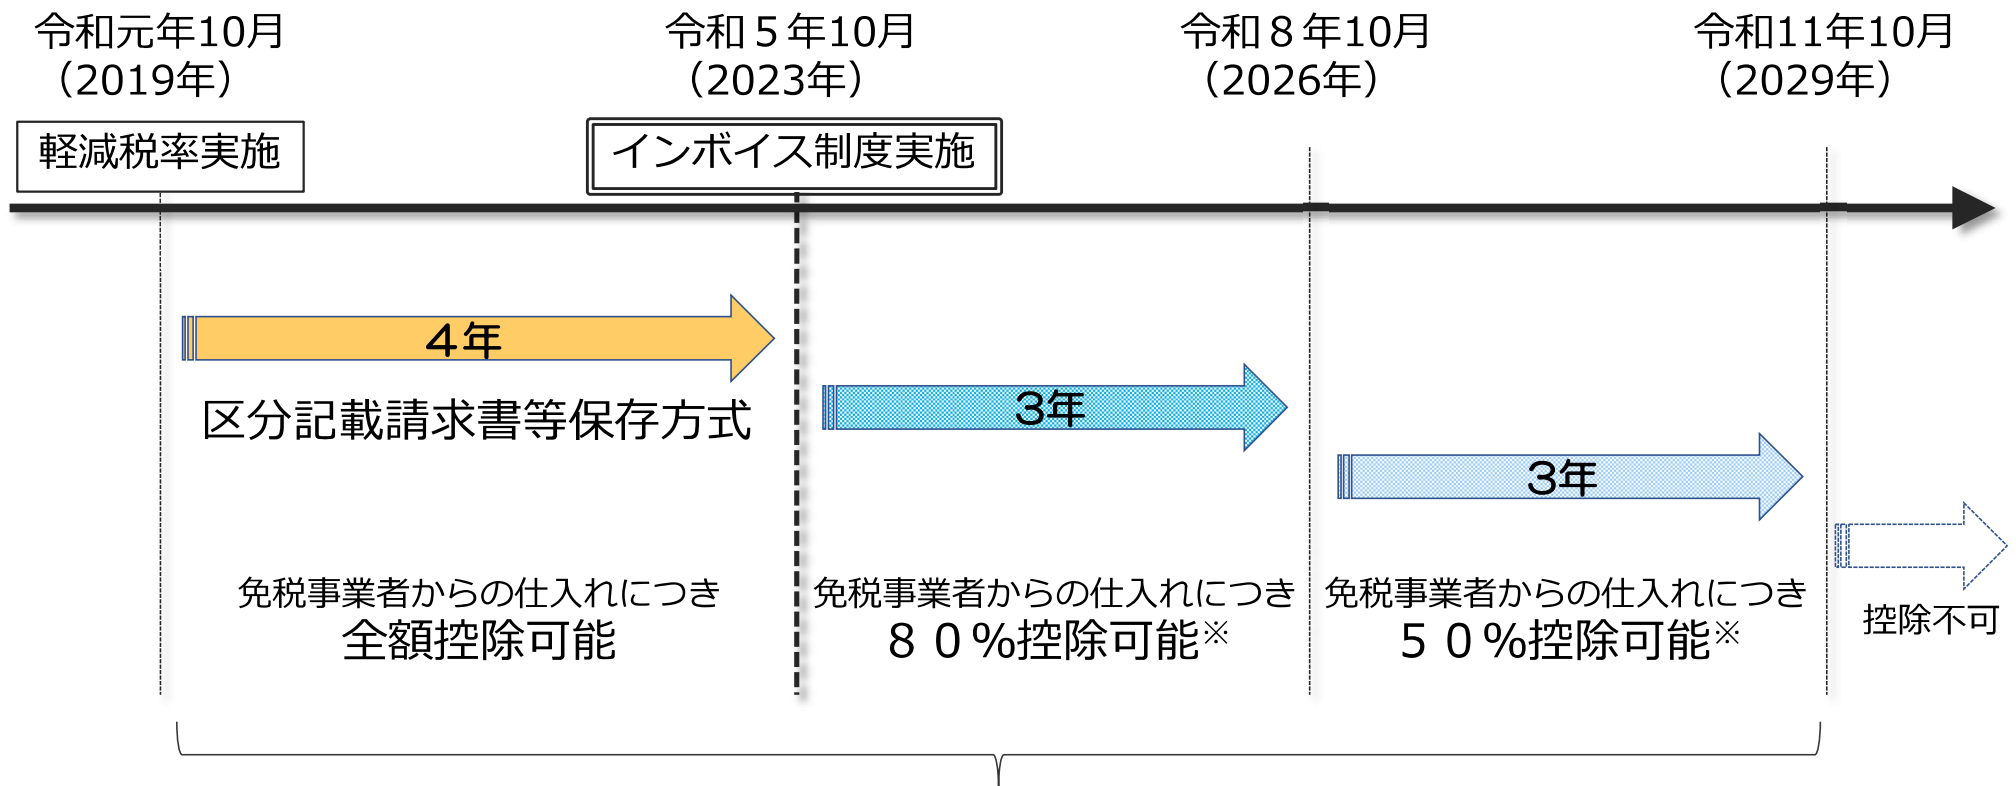 令和元年10月
（2019年）
令和５年10月
（2023年）
令和８年10月
（2026年）
令和11年10月
（2029年）
軽減税率実施
インボイス制度実施
４年
区分記載請求書等保存方式
３年
３年
免税事業者からの仕入れにつき
全額控除可能
免税事業者からの仕入れにつき
８０%控除可能※
免税事業者からの仕入れにつき
５０%控除可能※
控除不可